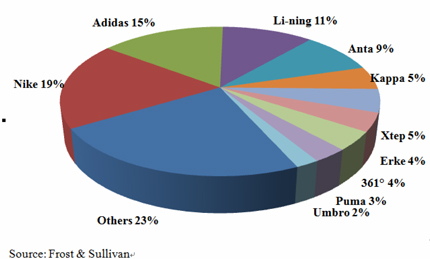 Adidas 15%
Li-ning 11%
Anta 9%
Kappa 5%
Nike 19%
Xtep 5%
Erke 4%
361° 4%
Puma 3%
Umbro 2%
Others 23%
Source: Frost & Sullivan